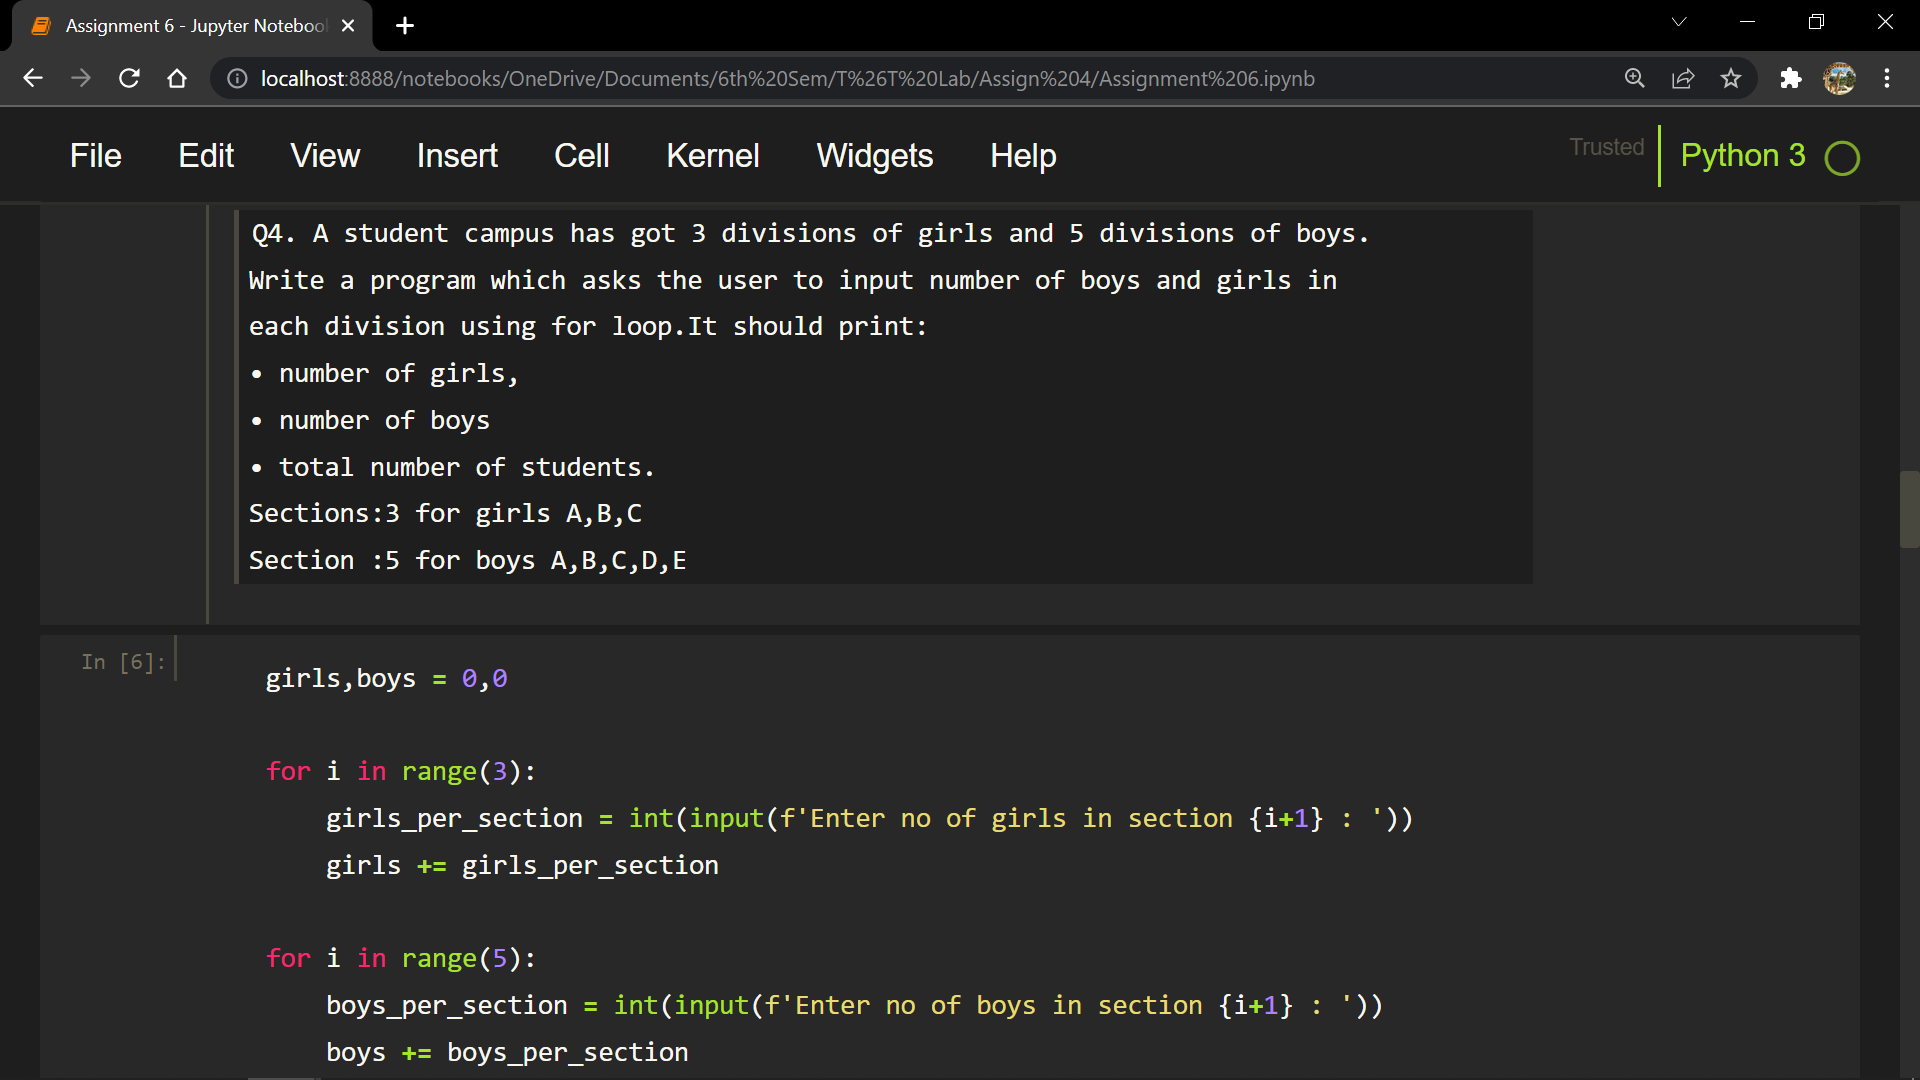 Assignment 6 - Jupyter Noteboo
localhost:8888/notebooks/OneDrive/Documents/6th%20Sem/T%26T%20Lab/Assign%204/Assignment%206.ipynb
File Edit View Insert Cell Kernel Widgets Help Trusted Python 3
Q4. A student campus has got 3 divisions of girls and 5 divisions of boys.
Write a program which asks the user to input number of boys and girls in
each division using for loop.It should print:
• number of girls,
• number of boys
• total number of students.
Sections:3 for girls A,B,C
Section :5 for boys A,B,C,D,E
In [6]:
girls,boys = 0,0
for i in range(3):
girls_per_section = int(input(f'Enter no of girls in section {i+1} : '))
girls += girls_per_section
for i in range(5):
boys_per_section = int(input(f'Enter no of boys in section {i+1} : '))
boys += boys_per_section